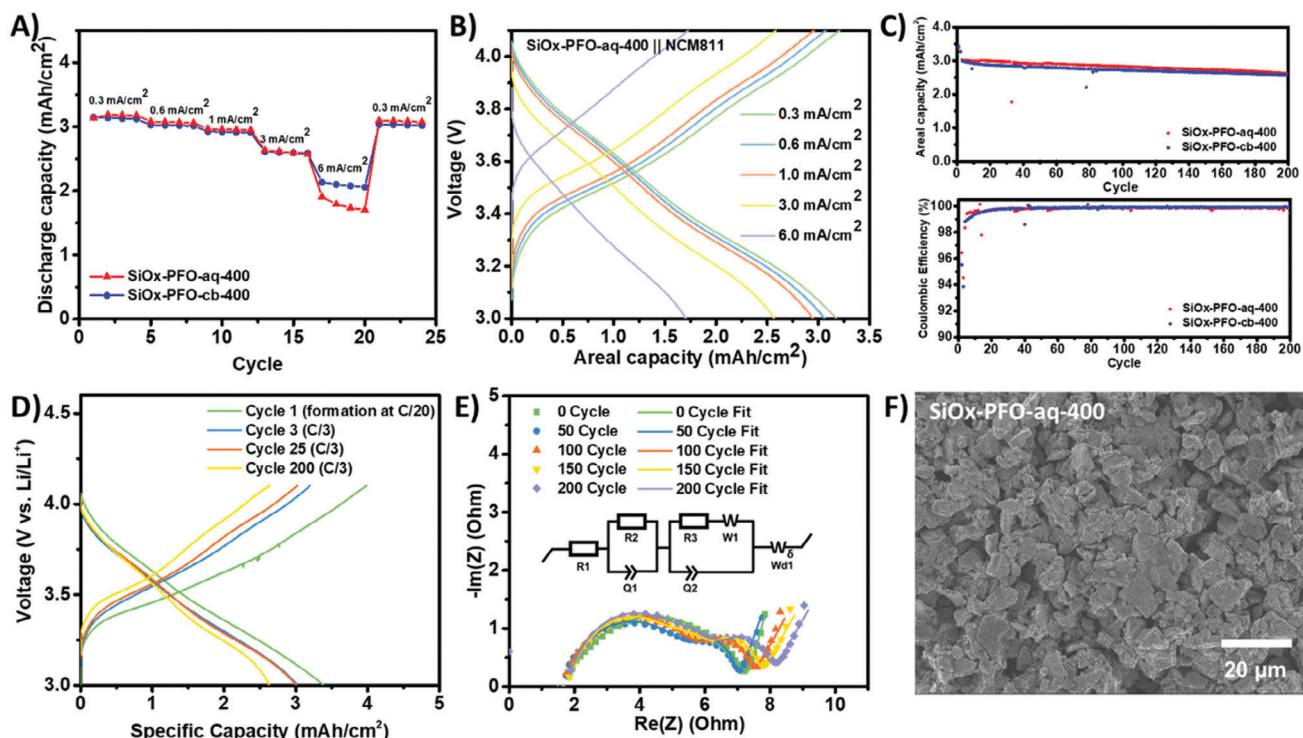 A)
Discharge capacity (mAh/cm²)
5
4
3
2
1
0
0.3 mA/cm²
0.6 mA/cm²
1 mA/cm²
3 mA/cm²
6 mA/cm²
0.3 mA/cm²
SiOx-PFO-aq-400
SiOx-PFO-cb-400
0 5 10 15 20 25
Cycle
B)
SiOx-PFO-aq-400 || NCM811
Voltage (V)
4.0
3.8
3.6
3.4
3.2
3.0
0.3 mA/cm²
0.6 mA/cm²
1.0 mA/cm²
3.0 mA/cm²
6.0 mA/cm²
0.0 0.5 1.0 1.5 2.0 2.5 3.0 3.5
Areal capacity (mAh/cm²)
C)
Areal capacity (mAh/cm²)
4.0
3.0
2.0
1.0
0.0
SiOx-PFO-aq-400
SiOx-PFO-cb-400
0 20 40 60 80 100 120 140 160 180 200
Cycle
Coulombic Efficiency (%)
100
98
96
94
92
90
SiOx-PFO-aq-400
SiOx-PFO-cb-400
0 20 40 60 80 100 120 140 160 180 200
Cycle
D)
Voltage (V vs. Li/Li⁺)
4.5
4.0
3.5
3.0
Cycle 1 (formation at C/20)
Cycle 3 (C/3)
Cycle 25 (C/3)
Cycle 200 (C/3)
0 1 2 3 4 5
Specific Capacity (mAh/cm²)
E)
-Im(Z) (Ohm)
5
4
3
2
1
0
0 Cycle 0 Cycle Fit
50 Cycle 50 Cycle Fit
100 Cycle 100 Cycle Fit
150 Cycle 150 Cycle Fit
200 Cycle 200 Cycle Fit
R1
R2
Q1
R3
W
W1
Q2
W
δ
Wd1
0 2 4 6 8 10
Re(Z) (Ohm)
F)
SiOx-PFO-aq-400
20 µm